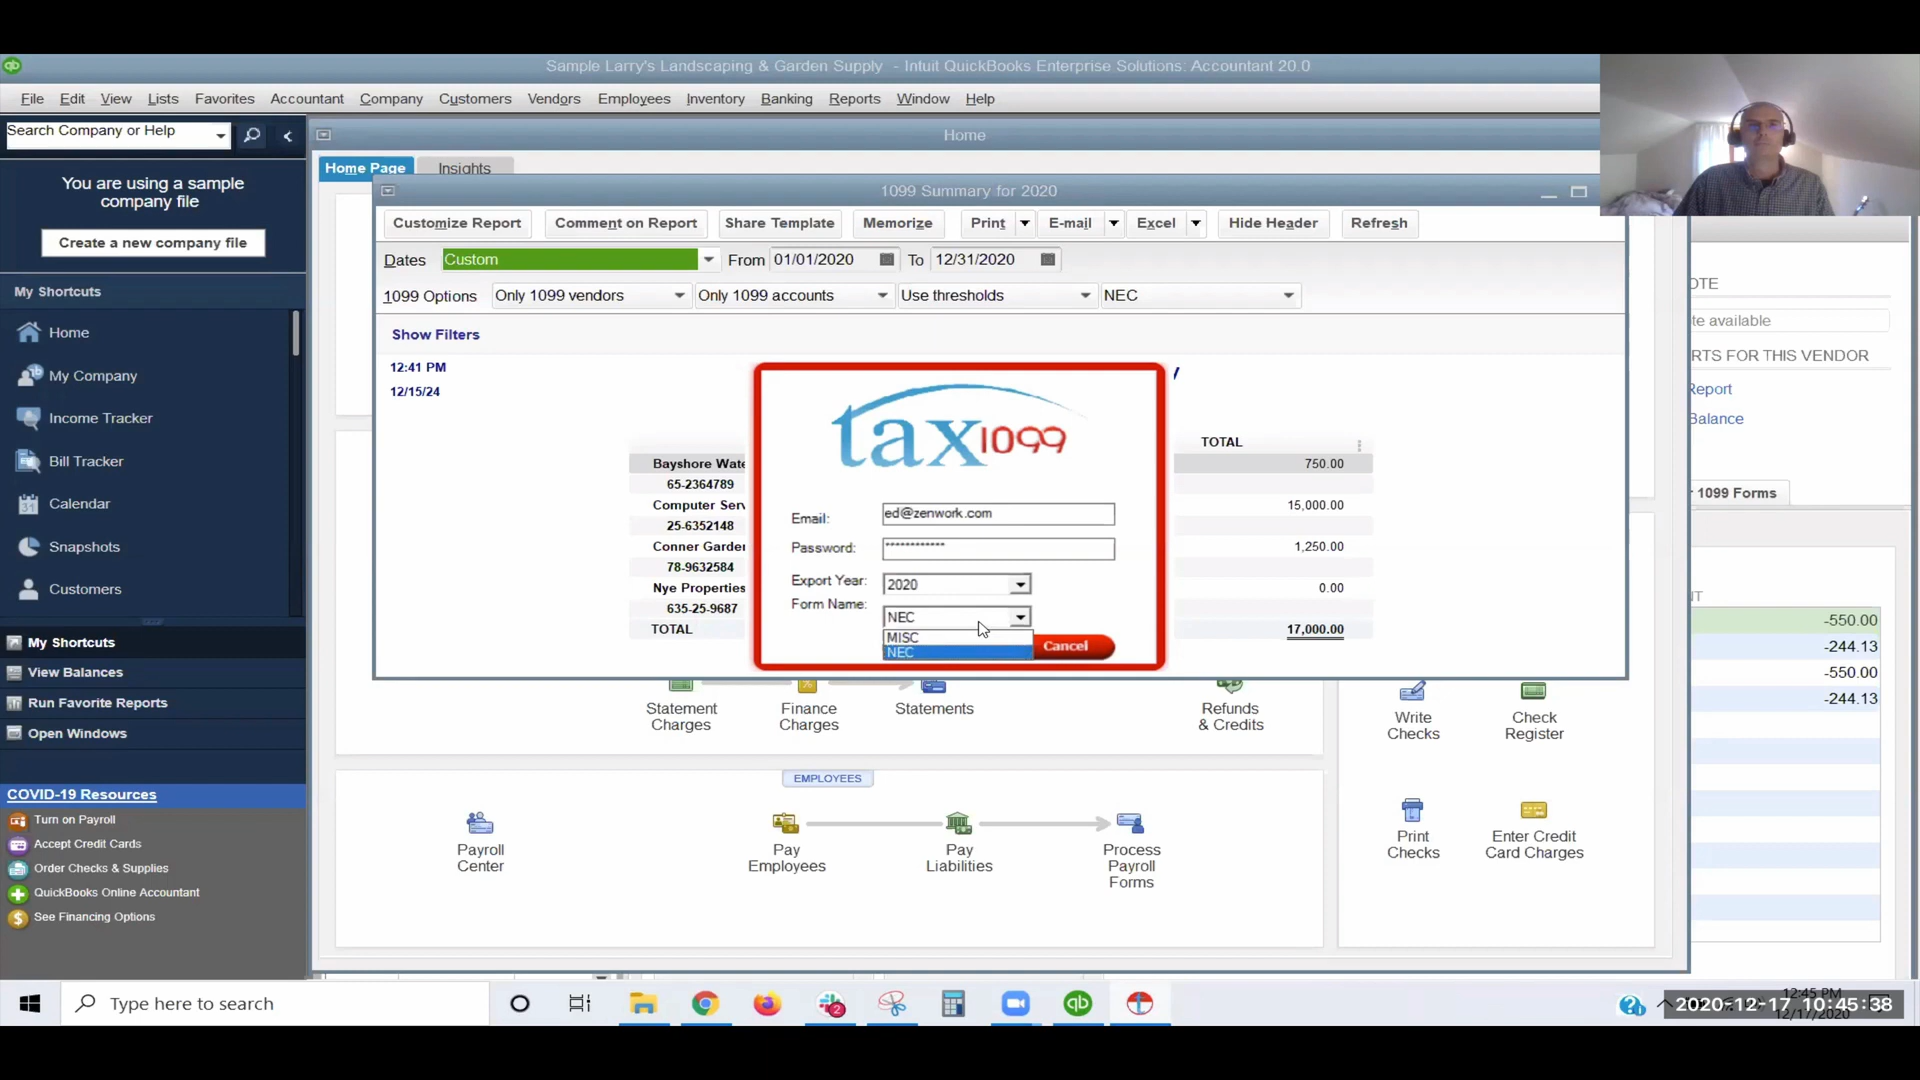 Sample Larry's Landscaping & Garden Supply - Intuit QuickBooks Enterprise Solutions: Accountant 20.0
File Edit View Lists Favorites Accountant Company Customers Vendors Employees Inventory Banking Reports Window Help
Search Company or Help
Home
Home Page Insights
You are using a sample
company file
Create a new company file
My Shortcuts
Home
My Company
Income Tracker
Bill Tracker
Calendar
Snapshots
Customers
My Shortcuts
View Balances
Run Favorite Reports
Open Windows
COVID-19 Resources
Turn on Payroll
Accept Credit Cards
Order Checks & Supplies
QuickBooks Online Accountant
See Financing Options
1099 Summary for 2020
Customize Report Comment on Report Share Template Memorize Print E-mail Excel Hide Header Refresh
Dates Custom From 01/01/2020 To 12/31/2020
1099 Options Only 1099 vendors Only 1099 accounts Use thresholds NEC
Show Filters
12:41 PM
12/15/24
TOTAL
Bayshore Wate 750.00
65-2364789
Computer Serv 15,000.00
25-6352148
Conner Garder 1,250.00
78-9632584
Nye Properties 0.00
635-25-9687
TOTAL 17,000.00
tax1099
Email: ed@zenwork.com
Password: ************
Export Year: 2020
Form Name: NEC
MISC
NEC
Cancel
OTE
te available
RTS FOR THIS VENDOR
Report
Balance
1099 Forms
-550.00
-244.13
-550.00
-244.13
Statement
Charges
Finance
Charges
Statements
Refunds
& Credits
Write
Checks
Check
Register
EMPLOYEES
Payroll
Center
Pay
Employees
Pay
Liabilities
Process
Payroll
Forms
Print
Checks
Enter Credit
Card Charges
Type here to search
2
12:45 PM
2020-12-17 10:45:38
12/17/2020